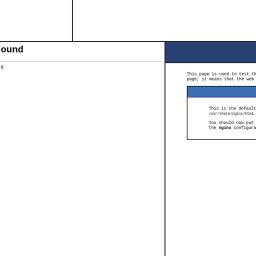 ound
0
This page is used to test th
page, it means that the web
This is the default
/usr/share/nginx/html.
You should now put
the nginx configura